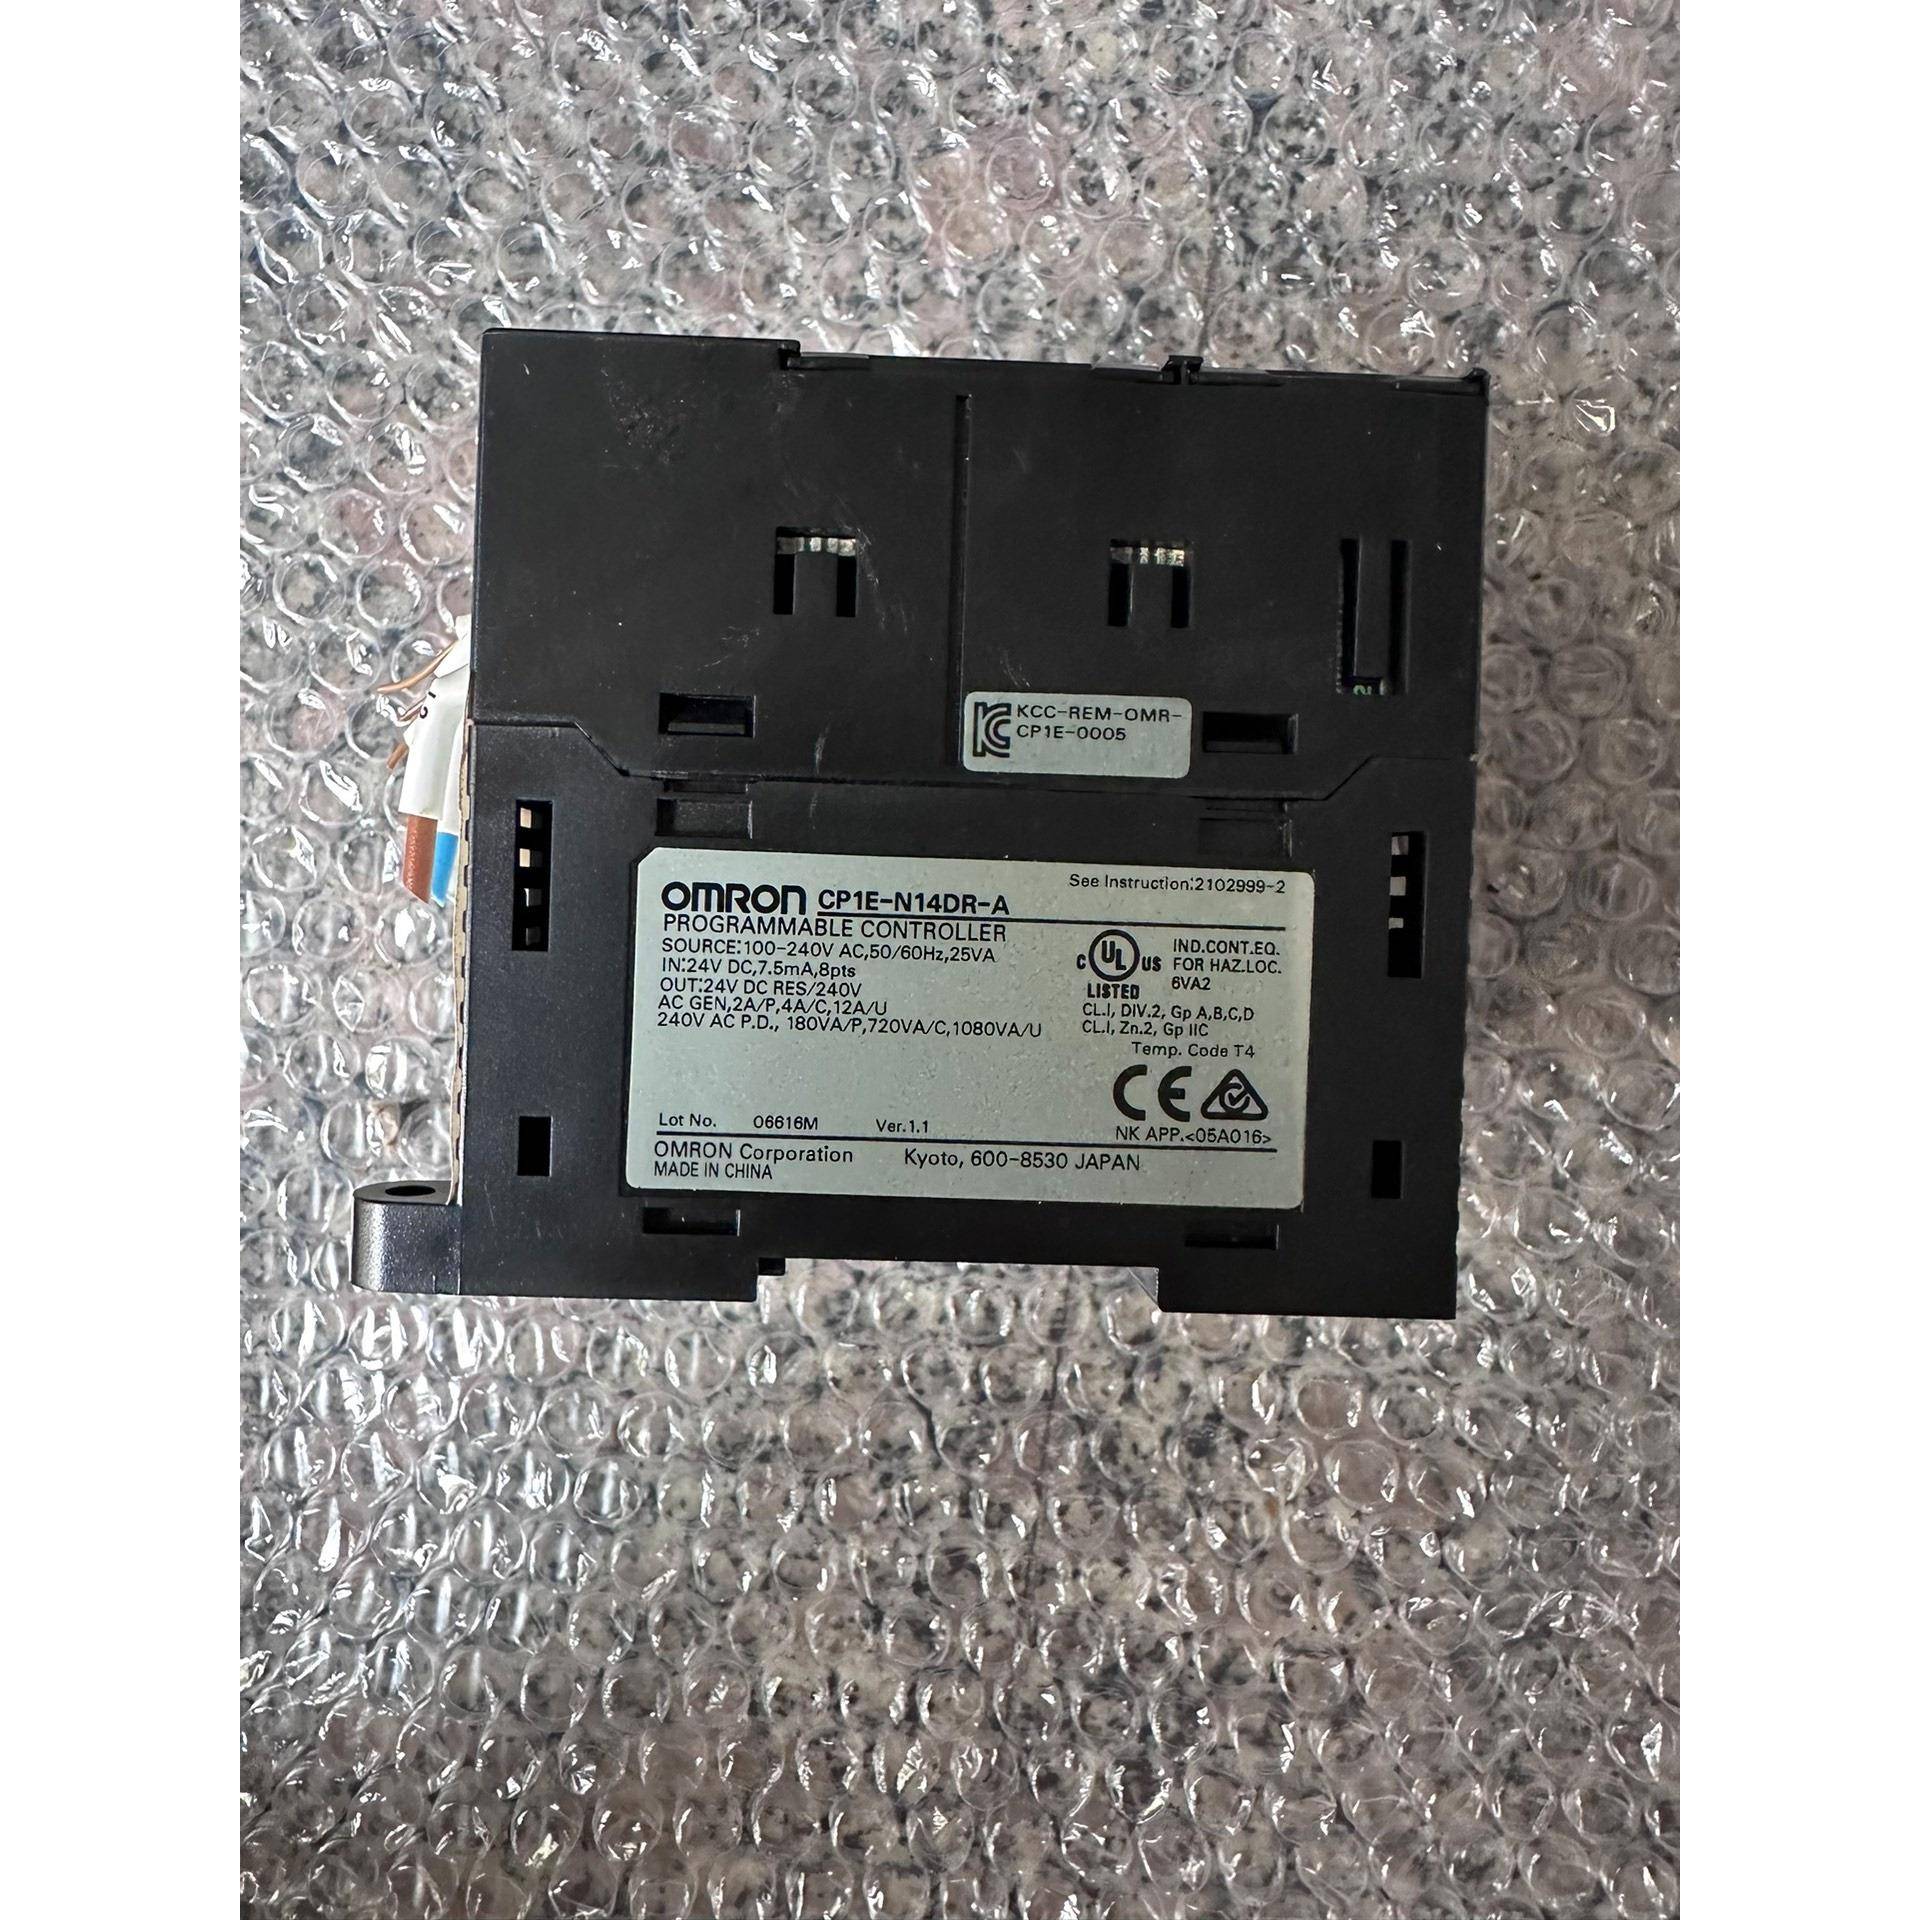 KCC-REM-OMR-
CP1E-0005
OMRON CP1E-N14DR-A
See Instruction:2102999-2
PROGRAMMABLE CONTROLLER
SOURCE:100-240V AC,50/60Hz,25VA
IN:24V DC,7.5mA,8pts
OUT:24V DC RES/240V
AC GEN,2A/P,4A/C,12A/U
240V AC P.D., 180VA/P,720VA/C,1080VA/U
C UL US
LISTED
IND.CONT.EQ.
FOR HAZ.LOC.
6VA2
CL.I, DIV.2, Gp A,B,C,D
CL.I, Zn.2, Gp IIC
Temp. Code T4
CE
NK APP.<05A016>
Lot No. 06616M Ver.1.1
OMRON Corporation Kyoto, 600-8530 JAPAN
MADE IN CHINA